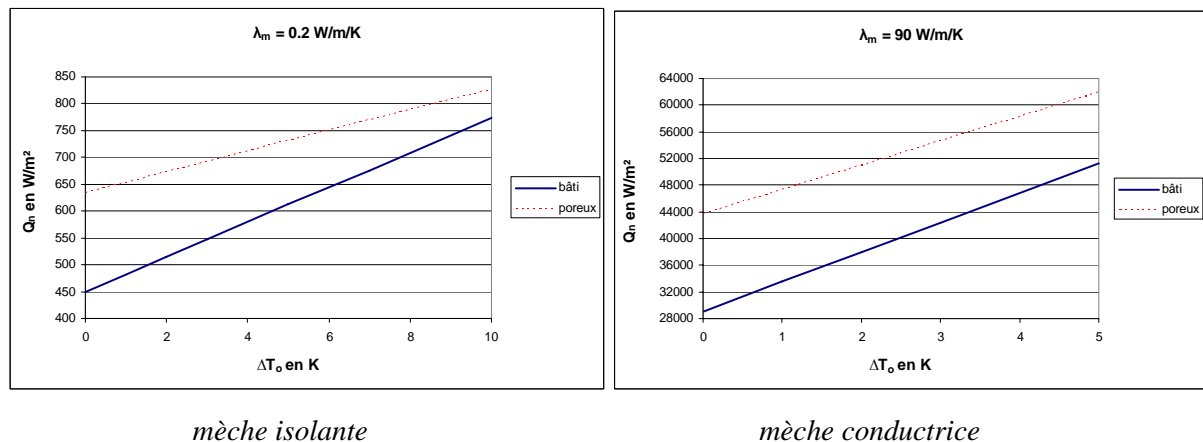 λm = 0.2 W/m/K
850
800
750
700
650
600
550
500
450
400
Qn en W/m²
0 2 4 6 8 10
ΔTo en K
bâti
poreux
λm = 90 W/m/K
64000
60000
56000
52000
48000
44000
40000
36000
32000
28000
Qn en W/m²
0 1 2 3 4 5
ΔTo en K
bâti
poreux
mèche isolante
mèche conductrice